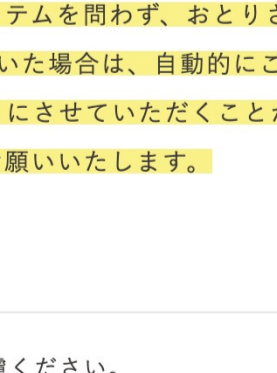 テムを問わず、おとりさ
いた場合は、自動的にこ
にさせていただくことが
願いいたします。
ください。